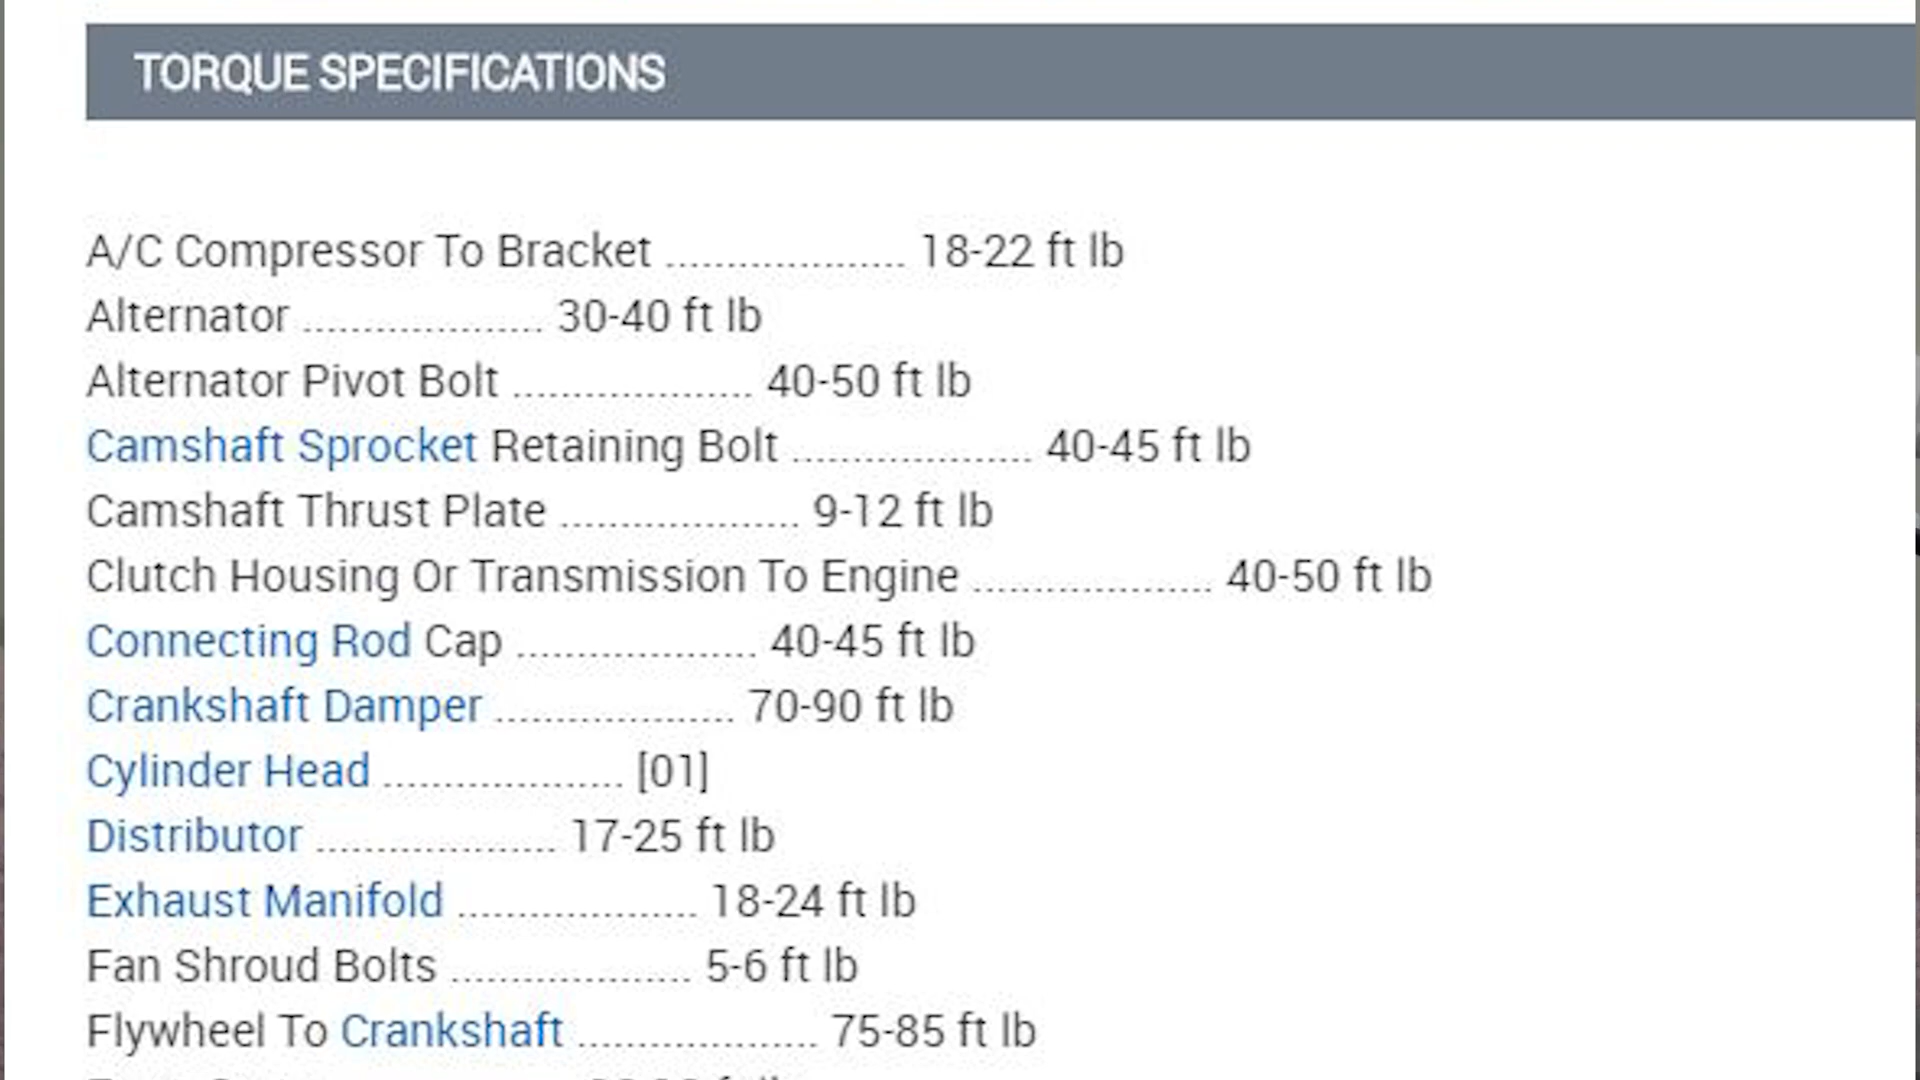 TORQUE SPECIFICATIONS
A/C Compressor To Bracket .................... 18-22 ft lb
Alternator .................... 30-40 ft lb
Alternator Pivot Bolt .................... 40-50 ft lb
Camshaft Sprocket Retaining Bolt .................... 40-45 ft lb
Camshaft Thrust Plate .................... 9-12 ft lb
Clutch Housing Or Transmission To Engine .................... 40-50 ft lb
Connecting Rod Cap .................... 40-45 ft lb
Crankshaft Damper .................... 70-90 ft lb
Cylinder Head .................... [01]
Distributor .................... 17-25 ft lb
Exhaust Manifold .................... 18-24 ft lb
Fan Shroud Bolts .................... 5-6 ft lb
Flywheel To Crankshaft .................... 75-85 ft lb